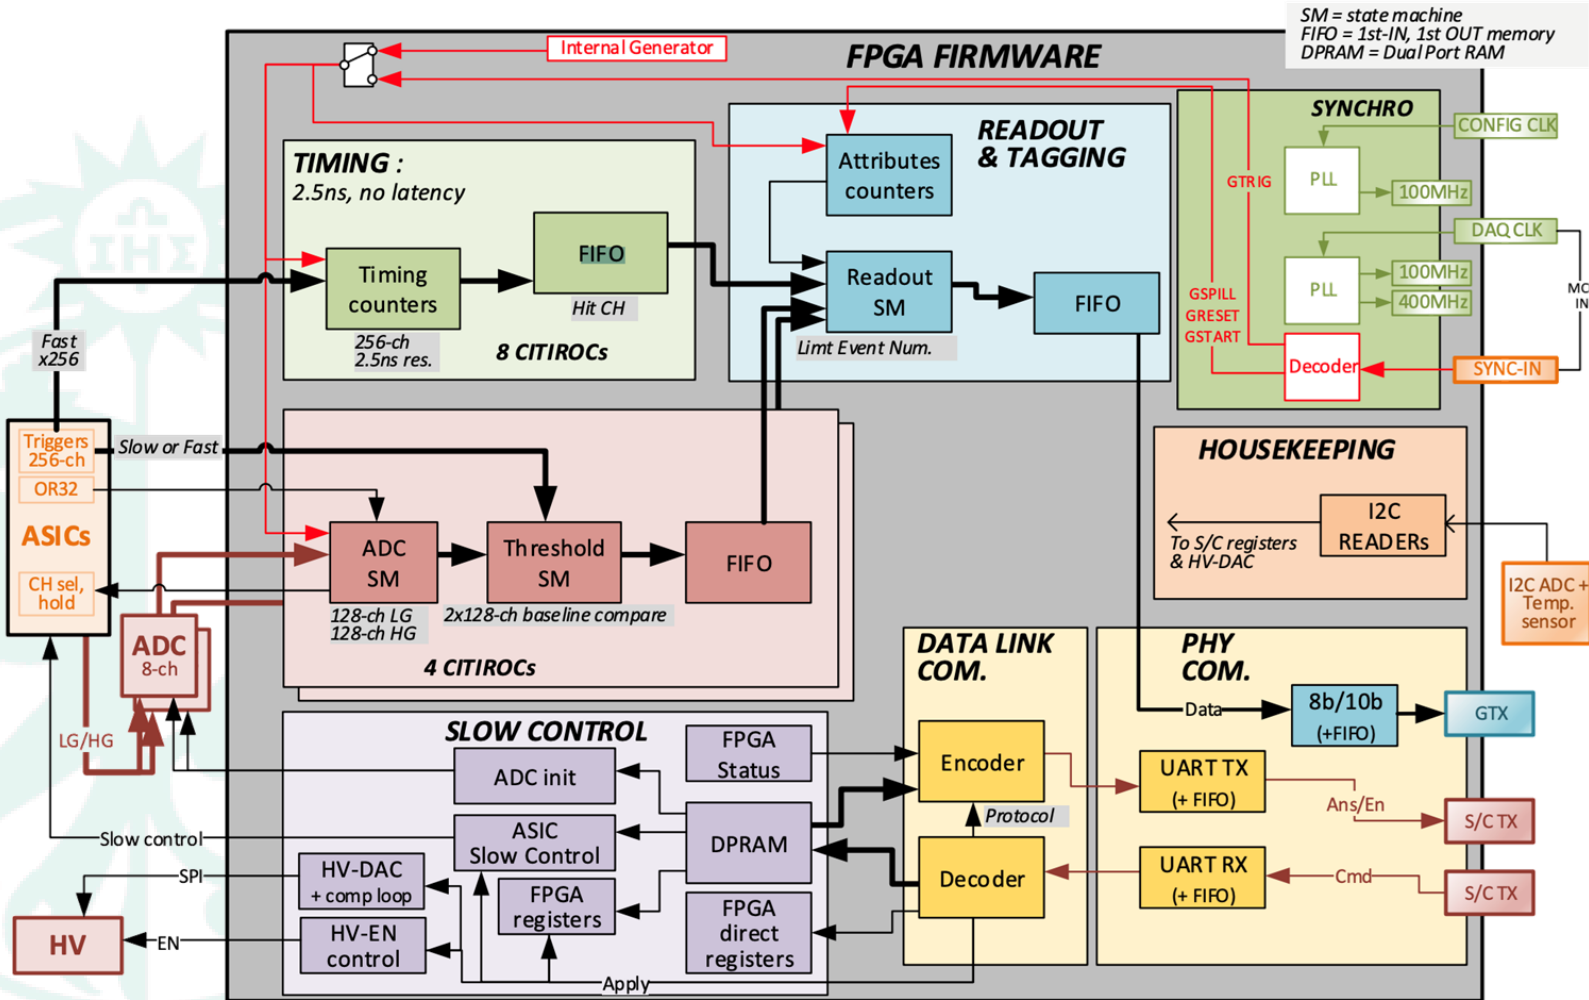 SM = state machine
FIFO = 1st-IN, 1st OUT memory
DPRAM = Dual Port RAM
FPGA FIRMWARE
Internal Generator
TIMING :
2.5ns, no latency
Timing
counters
256-ch
2.5ns res.
FIFO
Hit CH
8 CITIROCs
READOUT
& TAGGING
Attributes
counters
Readout
SM
Limt Event Num.
FIFO
SYNCHRO
GTRIG
GSPILL
GRESET
GSTART
PLL
100MHz
PLL
100MHz
400MHz
Decoder
CONFIG CLK
DAQ CLK
SYNC-IN
IN
ΙΗΣ
Fast
x256
Triggers
256-ch
OR32
ASICs
CH sel,
hold
Slow or Fast
ADC
8-ch
LG/HG
ADC
SM
128-ch LG
128-ch HG
Threshold
SM
2x128-ch baseline compare
FIFO
4 CITIROCs
HOUSEKEEPING
I2C
READERs
To S/C registers
& HV-DAC
I2C ADC +
Temp.
sensor
SLOW CONTROL
ADC init
FPGA
Status
ASIC
Slow Control
DPRAM
HV-DAC
+ comp loop
FPGA
registers
HV-EN
control
FPGA
direct
registers
Slow control
SPI
EN
HV
Apply
DATA LINK
COM.
Encoder
Protocol
Decoder
PHY
COM.
Data
8b/10b
(+FIFO)
GTX
UART TX
(+ FIFO)
Ans/En
S/C TX
UART RX
(+ FIFO)
Cmd
S/C TX